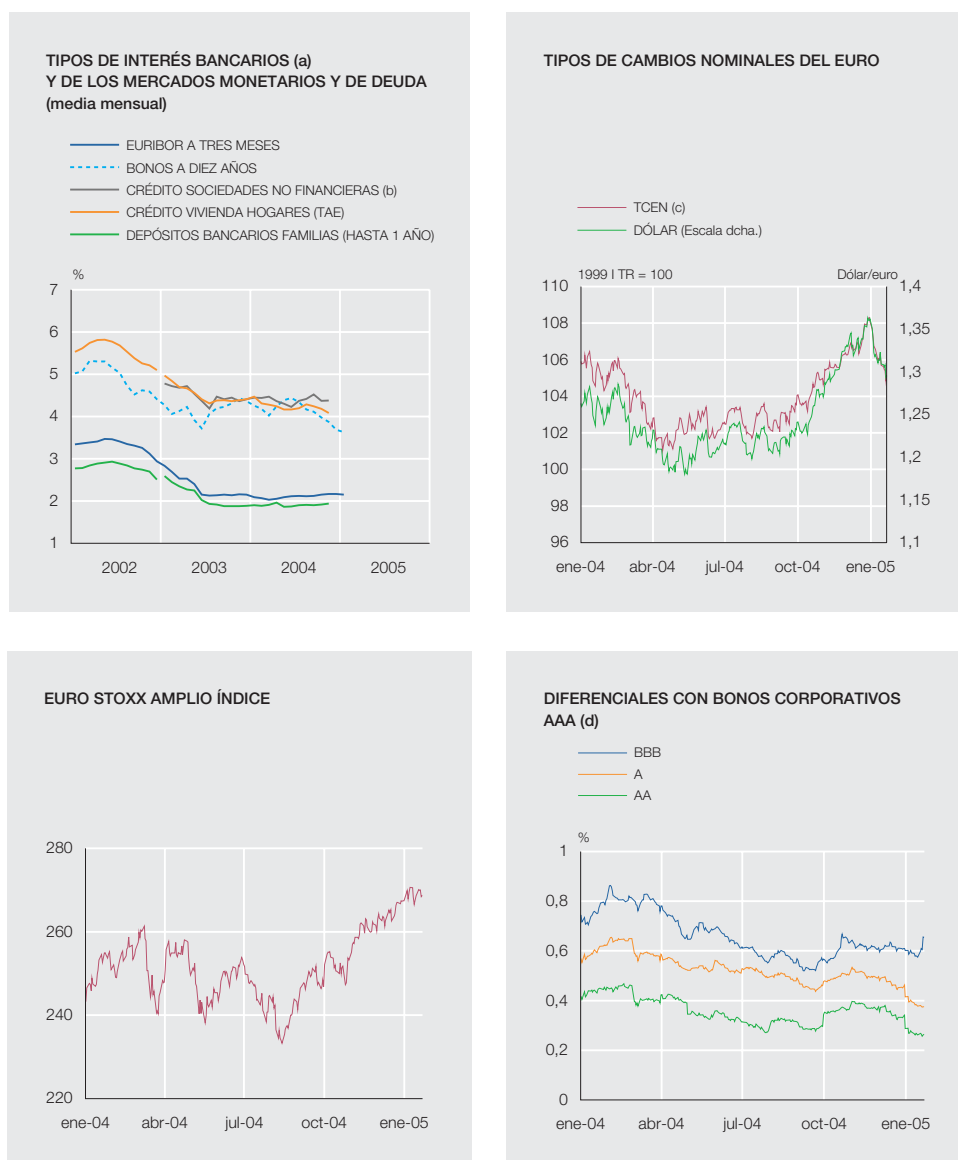 TIPOS DE INTERÉS BANCARIOS (a)
Y DE LOS MERCADOS MONETARIOS Y DE DEUDA
(media mensual)
EURIBOR A TRES MESES
BONOS A DIEZ AÑOS
CRÉDITO SOCIEDADES NO FINANCIERAS (b)
CRÉDITO VIVIENDA HOGARES (TAE)
DEPÓSITOS BANCARIOS FAMILIAS (HASTA 1 AÑO)
%
7
6
5
4
3
2
1
2002 2003 2004 2005
TIPOS DE CAMBIOS NOMINALES DEL EURO
TCEN (c)
DÓLAR (Escala dcha.)
1999 I TR = 100 Dólar/euro
110 1,4
108 1,35
106
104 1,3
102 1,25
100 1,2
98 1,15
96 1,1
ene-04 abr-04 jul-04 oct-04 ene-05
EURO STOXX AMPLIO ÍNDICE
280
260
240
220
ene-04 abr-04 jul-04 oct-04 ene-05
DIFERENCIALES CON BONOS CORPORATIVOS
AAA (d)
BBB
A
AA
%
1
0,8
0,6
0,4
0,2
0
ene-04 abr-04 jul-04 oct-04 ene-05